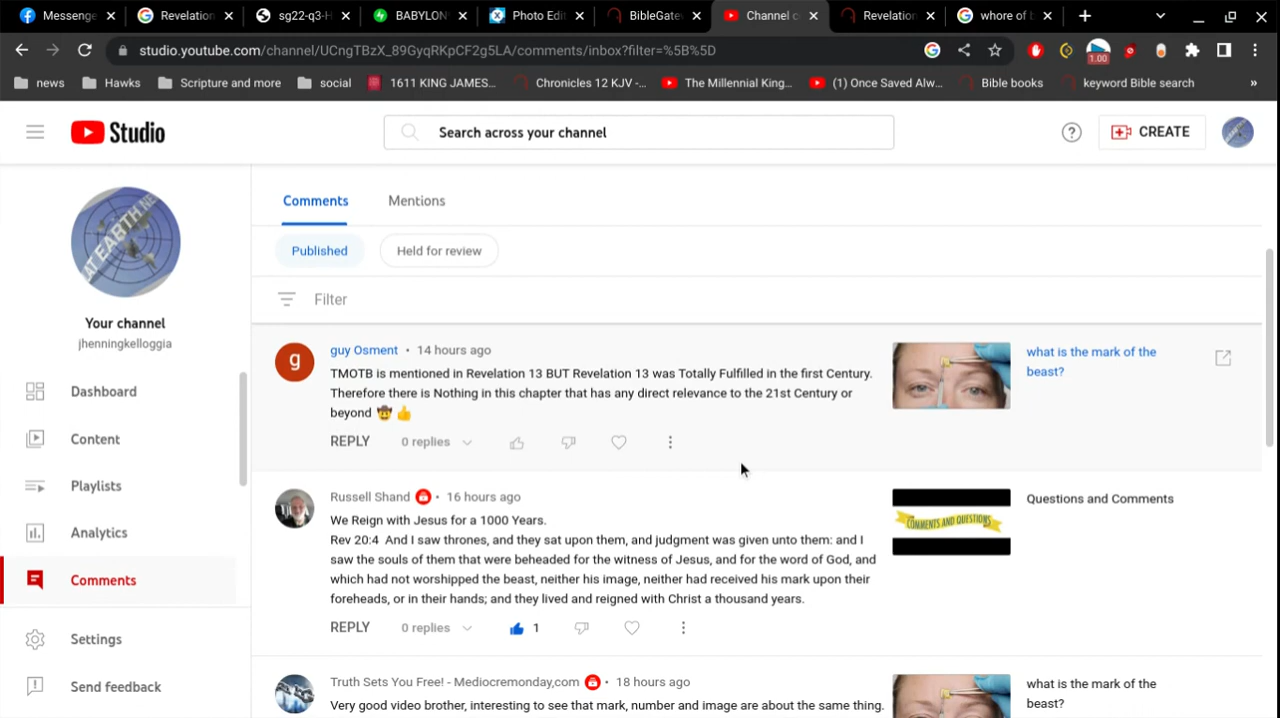 Messenge
Revelation
sg22-q3-H
BABYLON
Photo Edi
BibleGate
Channel c
Revelation
whore of b
studio.youtube.com/channel/UCngTBzX_89GyqRKpCF2g5LA/comments/inbox?filter=%5B%5D
1.00
news
Hawks
Scripture and more
social
1611 KING JAMES...
Chronicles 12 KJV -...
The Millennial King...
(1) Once Saved Alw...
Bible books
keyword Bible search
»
Studio
Search across your channel
CREATE
AT EARTH NE
Your channel
jhenningkelloggia
Dashboard
Content
Playlists
Analytics
Comments
Settings
Send feedback
Comments
Mentions
Published
Held for review
Filter
g
guy Osment • 14 hours ago
TMOTB is mentioned in Revelation 13 BUT Revelation 13 was Totally Fulfilled in the first Century.
Therefore there is Nothing in this chapter that has any direct relevance to the 21st Century or
beyond 🤠 👍
REPLY
0 replies
what is the mark of the
beast?
Russell Shand • 16 hours ago
We Reign with Jesus for a 1000 Years.
Rev 20:4 And I saw thrones, and they sat upon them, and judgment was given unto them: and I
saw the souls of them that were beheaded for the witness of Jesus, and for the word of God, and
which had not worshipped the beast, neither his image, neither had received his mark upon their
foreheads, or in their hands; and they lived and reigned with Christ a thousand years.
REPLY
0 replies
1
COMMENTS AND QUESTIONS
Questions and Comments
Truth Sets You Free! - Mediocremonday,com • 18 hours ago
Very good video brother, interesting to see that mark, number and image are about the same thing.
what is the mark of the
beast?